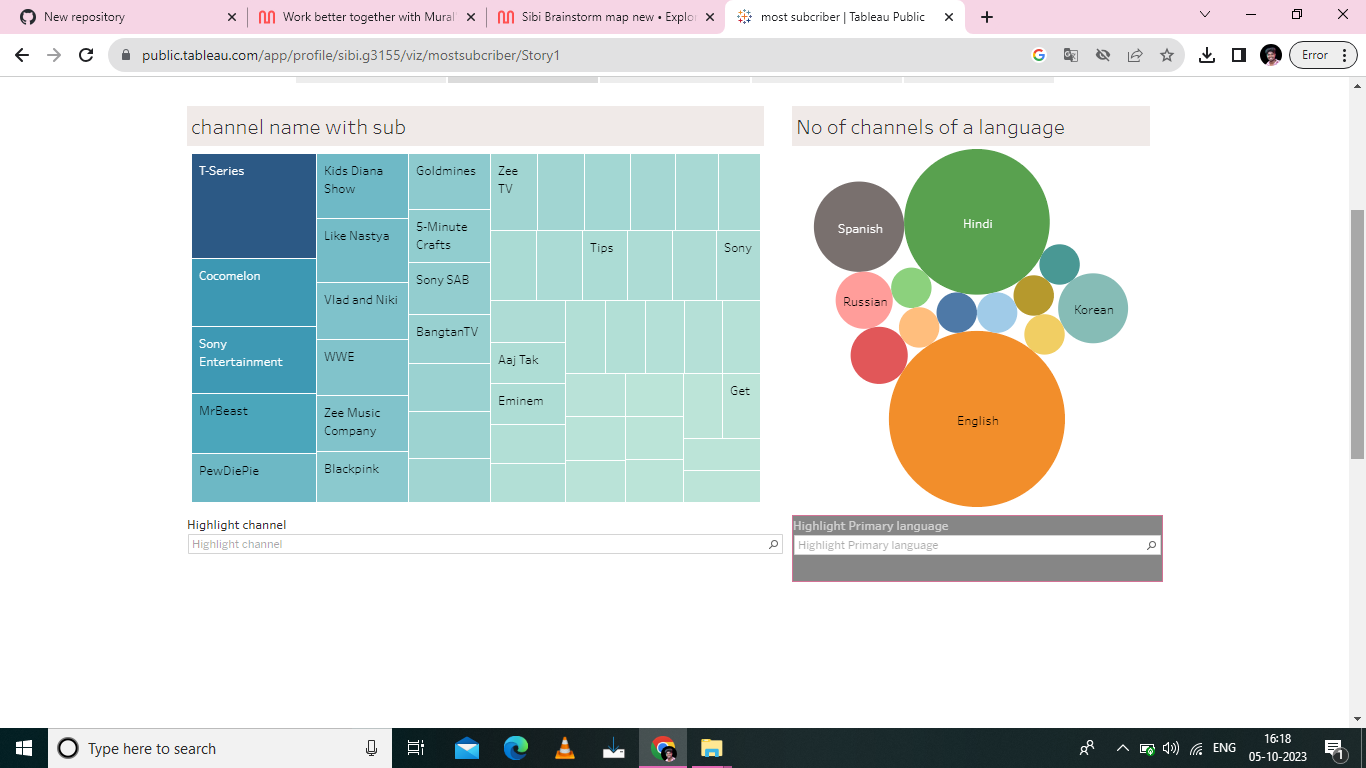 New repository
Work better together with Mural'
Sibi Brainstorm map new • Explo
most subcriber | Tableau Public
public.tableau.com/app/profile/sibi.g3155/viz/mostsubcriber/Story1
Error
channel name with sub
T-Series
Cocomelon
Sony
Entertainment
MrBeast
PewDiePie
Kids Diana
Show
Like Nastya
Vlad and Niki
WWE
Zee Music
Company
Blackpink
Goldmines
5-Minute
Crafts
Sony SAB
BangtanTV
Zee
TV
Tips
Sony
Aaj Tak
Eminem
Get
Highlight channel
Highlight channel
No of channels of a language
Spanish
Hindi
Russian
Korean
English
Highlight Primary language
Highlight Primary language
Type here to search
ENG
16:18
05-10-2023
1